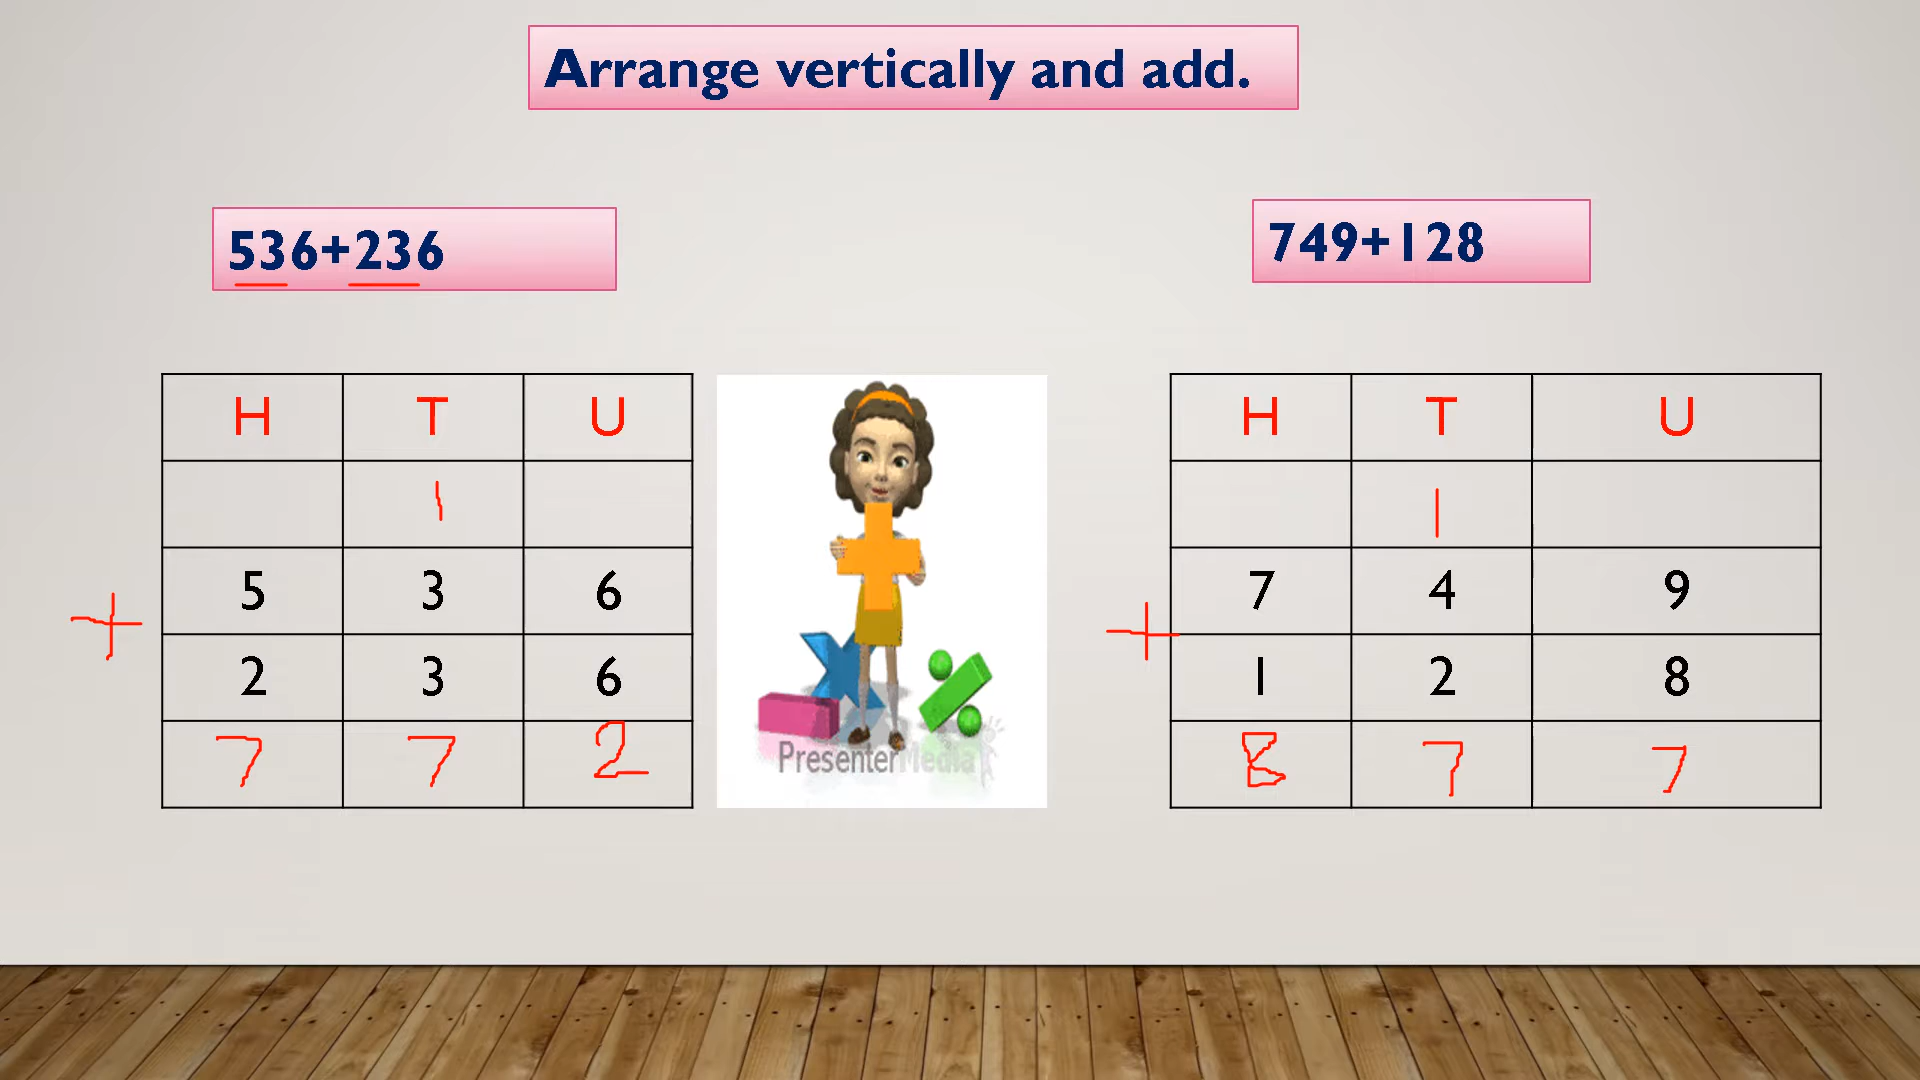 Arrange vertically and add.
536+236
749+128
H T U
1
5 3 6
+
2 3 6
7 7 2
PresenterMedia
H T U
1
7 4 9
+
1 2 8
8 7 7